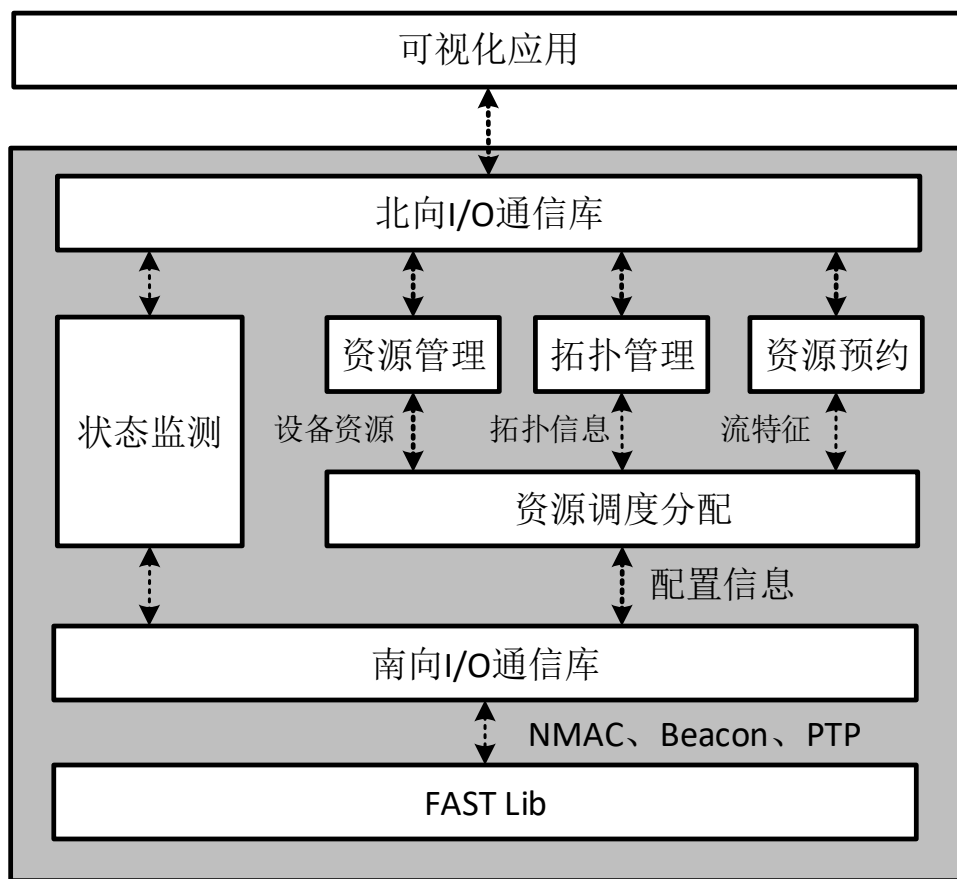 可视化应用
北向I/O通信库
资源管理
拓扑管理
资源预约
状态监测
设备资源
拓扑信息
流特征
资源调度分配
配置信息
南向I/O通信库
NMAC、Beacon、PTP
FAST Lib